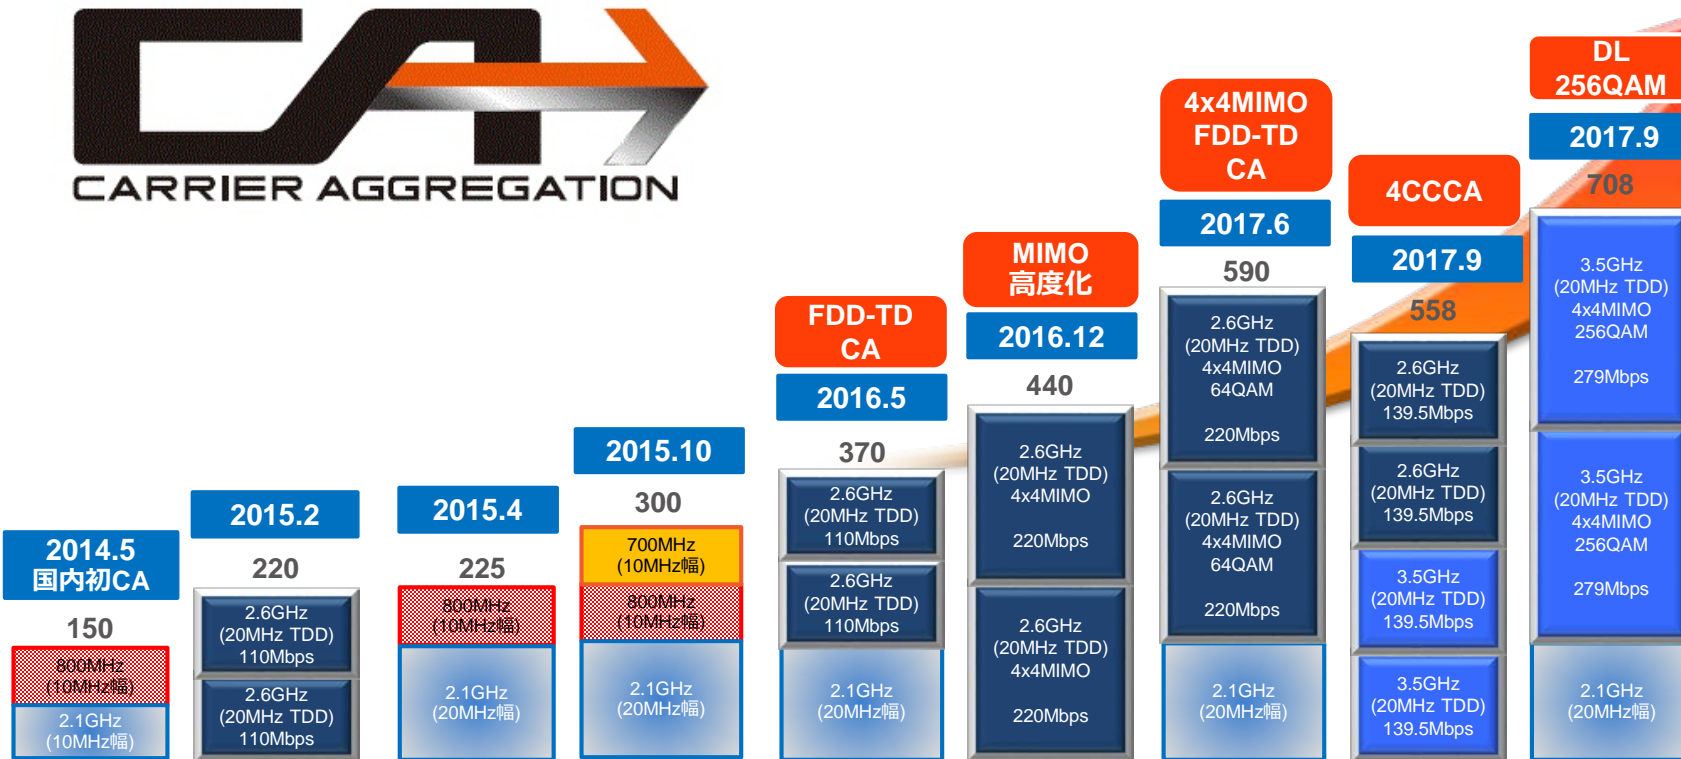 CARRIER AGGREGATION
2014.5
国内初CA
150
800MHz
(10MHz幅)
2.1GHz
(10MHz幅)
2015.2
220
2.6GHz
(20MHz TDD)
110Mbps
2.6GHz
(20MHz TDD)
110Mbps
2015.4
225
800MHz
(10MHz幅)
2.1GHz
(20MHz幅)
2015.10
300
700MHz
(10MHz幅)
800MHz
(10MHz幅)
2.1GHz
(20MHz幅)
FDD-TD
CA
2016.5
370
2.6GHz
(20MHz TDD)
110Mbps
2.6GHz
(20MHz TDD)
110Mbps
2.1GHz
(20MHz幅)
MIMO
高度化
2016.12
440
2.6GHz
(20MHz TDD)
4x4MIMO
220Mbps
2.6GHz
(20MHz TDD)
4x4MIMO
220Mbps
4x4MIMO
FDD-TD
CA
2017.6
590
2.6GHz
(20MHz TDD)
4x4MIMO
64QAM
220Mbps
2.6GHz
(20MHz TDD)
4x4MIMO
64QAM
220Mbps
2.1GHz
(20MHz幅)
4CCCA
2017.9
558
2.6GHz
(20MHz TDD)
139.5Mbps
2.6GHz
(20MHz TDD)
139.5Mbps
3.5GHz
(20MHz TDD)
139.5Mbps
3.5GHz
(20MHz TDD)
139.5Mbps
DL
256QAM
2017.9
708
3.5GHz
(20MHz TDD)
4x4MIMO
256QAM
279Mbps
3.5GHz
(20MHz TDD)
4x4MIMO
256QAM
279Mbps
2.1GHz
(20MHz幅)